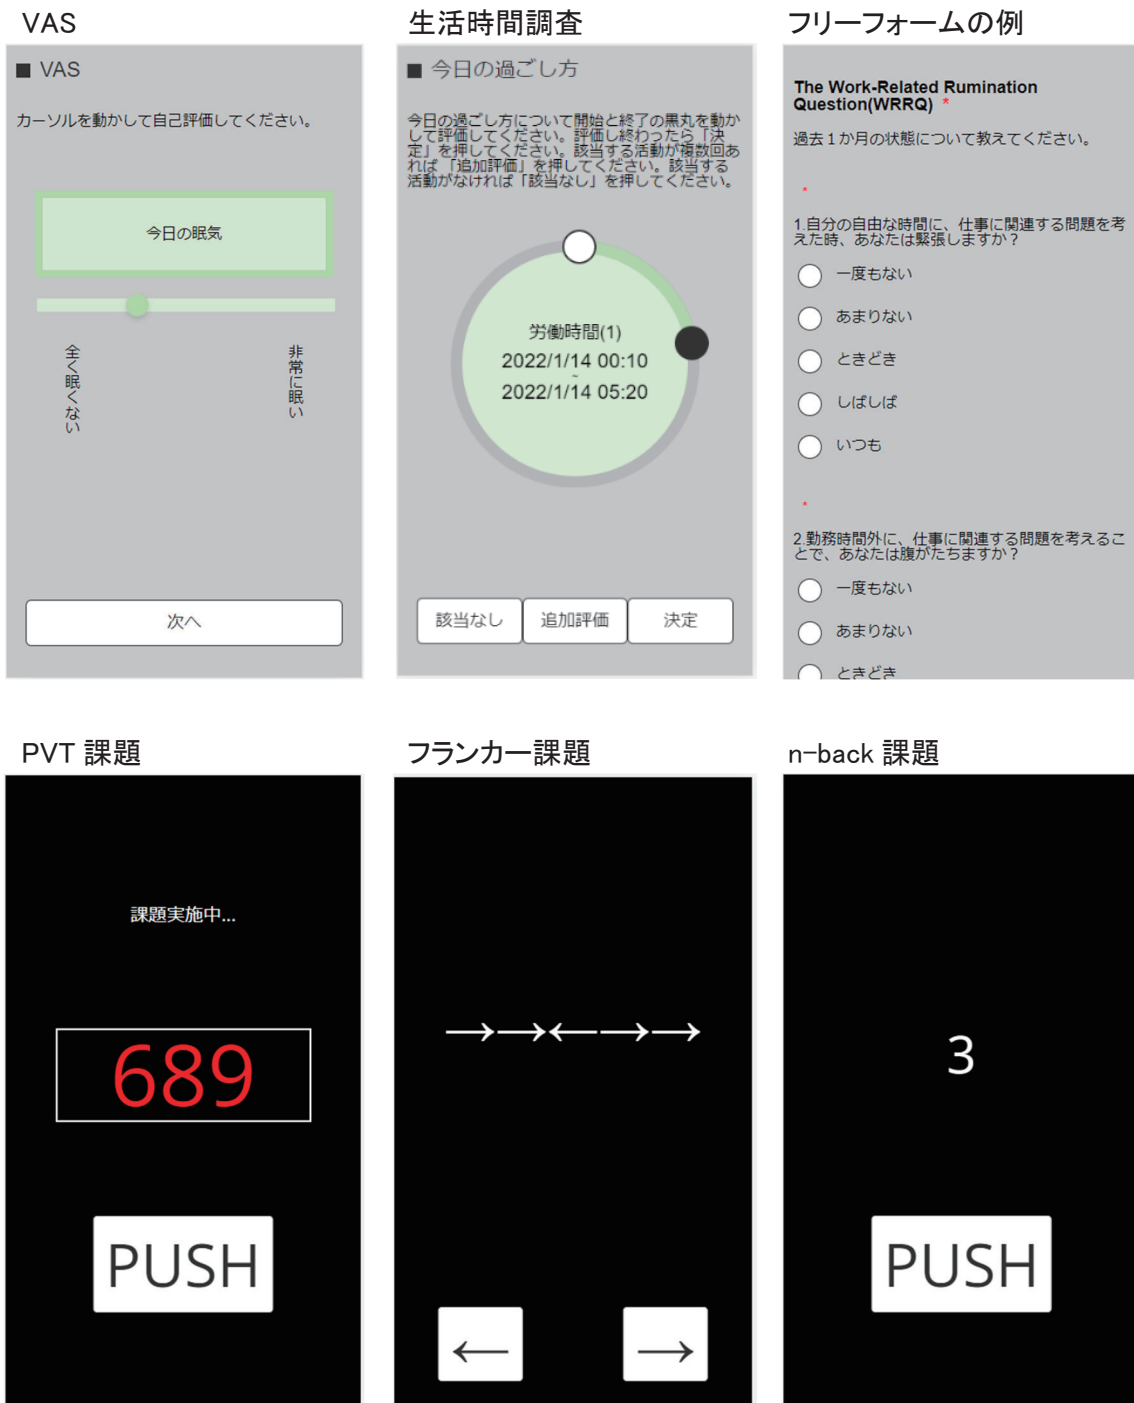 VAS
■ VAS
カーソルを動かして自己評価してください。
今日の眠気
全く眠くない
非常に眠い
次へ
生活時間調査
■ 今日の過ごし方
今日の過ごし方について開始と終了の黒丸を動か
して評価してください。評価し終わったら「決
定」を押してください。該当する活動が複数回あ
れば 「追加評価」を押してください。該当する
活動がなければ「該当なし」を押してください。
労働時間(1)
2022/1/14 00:10
~
2022/1/14 05:20
該当なし
追加評価
決定
フリーフォームの例
The Work-Related Rumination
Question(WRRQ) *
過去１か月の状態について教えてください。
*
1.自分の自由な時間に、仕事に関連する問題を考
えた時、あなたは緊張しますか？
一度もない
あまりない
ときどき
しばしば
いつも
*
2.勤務時間外に、仕事に関連する問題を考えるこ
とで、あなたは腹がたちますか？
一度もない
あまりない
ときどき
PVT 課題
課題実施中...
689
PUSH
フランカー課題
→→←→→
← →
n-back 課題
3
PUSH